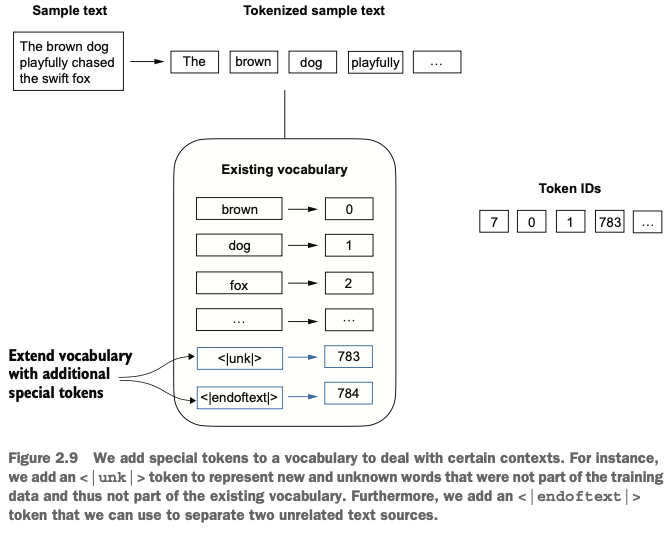 Sample text
Tokenized sample text
The brown dog
playfully chased
the swift fox
The brown dog playfully …
Existing vocabulary
brown 0
dog 1
fox 2
… …
<|unk|> 783
<|endoftext|> 784
Extend vocabulary
with additional
special tokens
Token IDs
7 0 1 783 …
Figure 2.9 We add special tokens to a vocabulary to deal with certain contexts. For instance,
we add an <|unk|> token to represent new and unknown words that were not part of the training
data and thus not part of the existing vocabulary. Furthermore, we add an <|endoftext|>
token that we can use to separate two unrelated text sources.